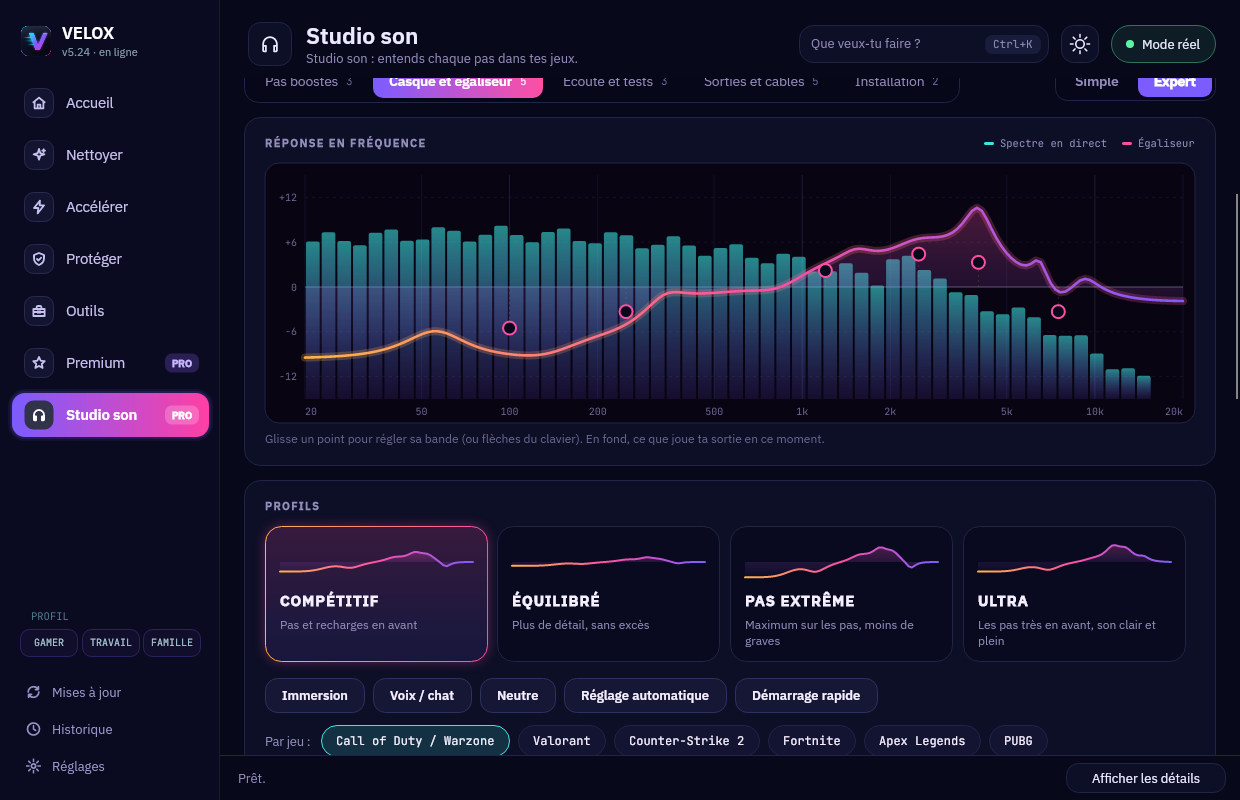 VELOX
v5.24 · en ligne
Accueil
Nettoyer
Accélérer
Protéger
Outils
Premium PRO
Studio son PRO
PROFIL
GAMER TRAVAIL FAMILLE
Mises à jour
Historique
Réglages
Studio son
Studio son : entends chaque pas dans tes jeux.
Que veux-tu faire ? Ctrl+K
Mode réel
Pas boostés 3 Casque et égaliseur 5 Écoute et tests 3 Sorties et câbles 5 Installation 2 Simple Expert
RÉPONSE EN FRÉQUENCE Spectre en direct Égaliseur
+12
+6
0
-6
-12
20 50 100 200 500 1k 2k 5k 10k 20k
Glisse un point pour régler sa bande (ou flèches du clavier). En fond, ce que joue ta sortie en ce moment.
PROFILS
COMPÉTITIF
Pas et recharges en avant
ÉQUILIBRÉ
Plus de détail, sans excès
PAS EXTRÊME
Maximum sur les pas, moins de
graves
ULTRA
Les pas très en avant, son clair et
plein
Immersion Voix / chat Neutre Réglage automatique Démarrage rapide
Par jeu : Call of Duty / Warzone Valorant Counter-Strike 2 Fortnite Apex Legends PUBG
Prêt. Afficher les détails